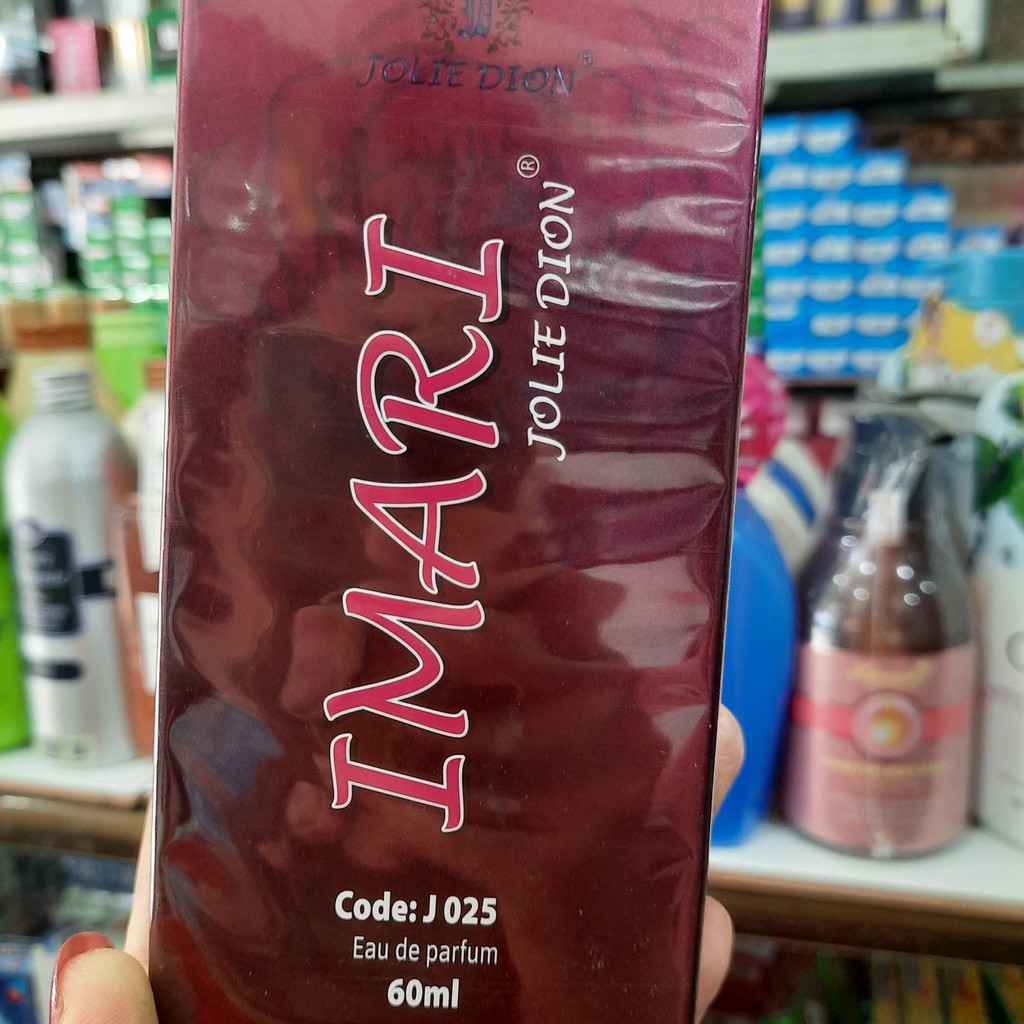 JOLIE DION®
IMARI
JOLIE DION®
Code: J 025
Eau de parfum
60ml